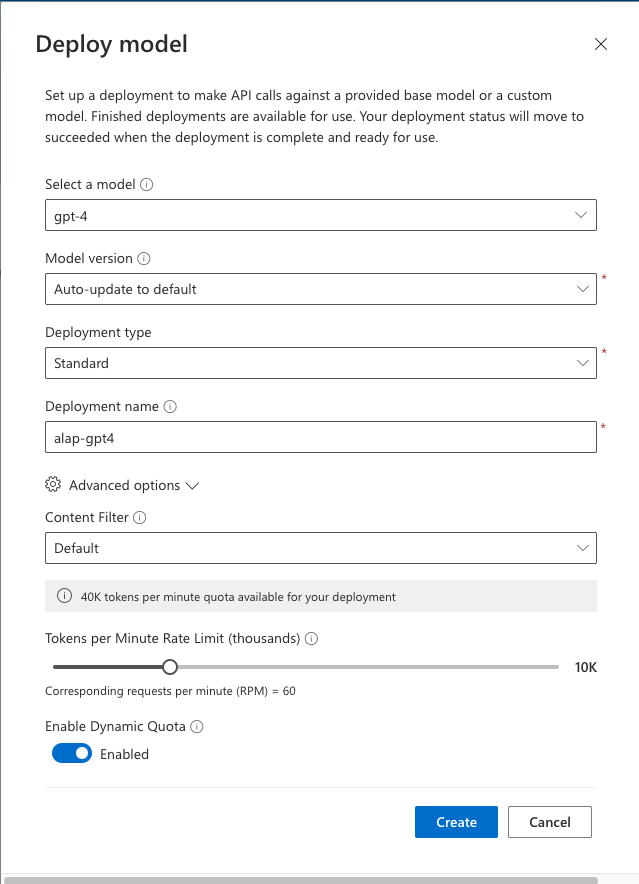 Deploy model
Set up a deployment to make API calls against a provided base model or a custom
model. Finished deployments are available for use. Your deployment status will move to
succeeded when the deployment is complete and ready for use.
Select a model
gpt-4
Model version
Auto-update to default
*
Deployment type
Standard
*
Deployment name
alap-gpt4
*
Advanced options
Content Filter
Default
40K tokens per minute quota available for your deployment
Tokens per Minute Rate Limit (thousands)
10K
Corresponding requests per minute (RPM) = 60
Enable Dynamic Quota
Enabled
Create
Cancel